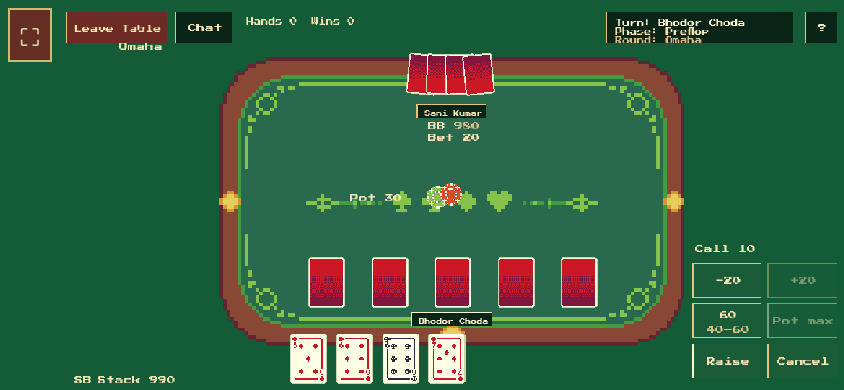 Leave Table
Chat
Hands 0 Wins 0
Turn: Bhodor Choda
Phase: Preflop
Round: Omaha
?
Omaha
Sani Kumar
BB 980
Bet 20
Pot 30
Call 10
-20
+20
60
40-60
Pot max
Bhodor Choda
Raise
Cancel
SB Stack 990